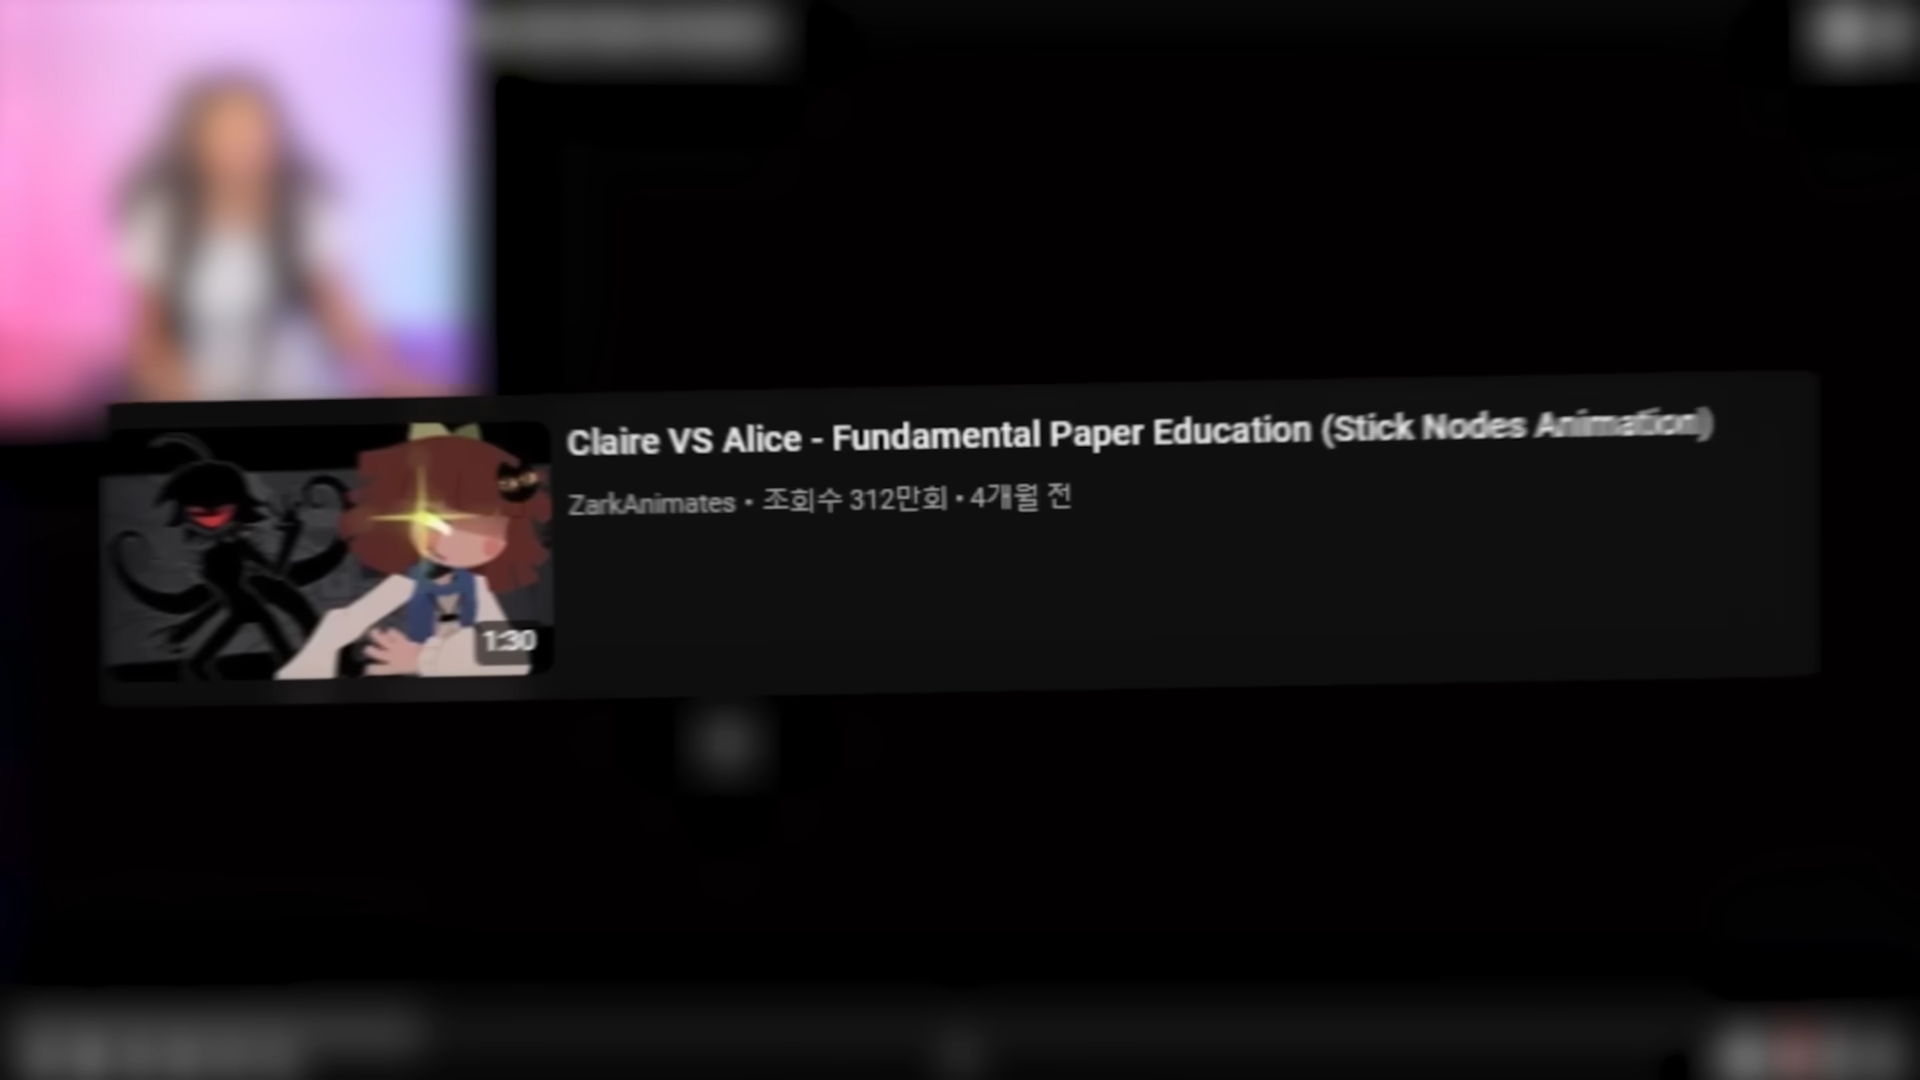 Claire VS Alice - Fundamental Paper Education (Stick Nodes Animation)
ZarkAnimates • 조회수 312만회 • 4개월 전
1:30